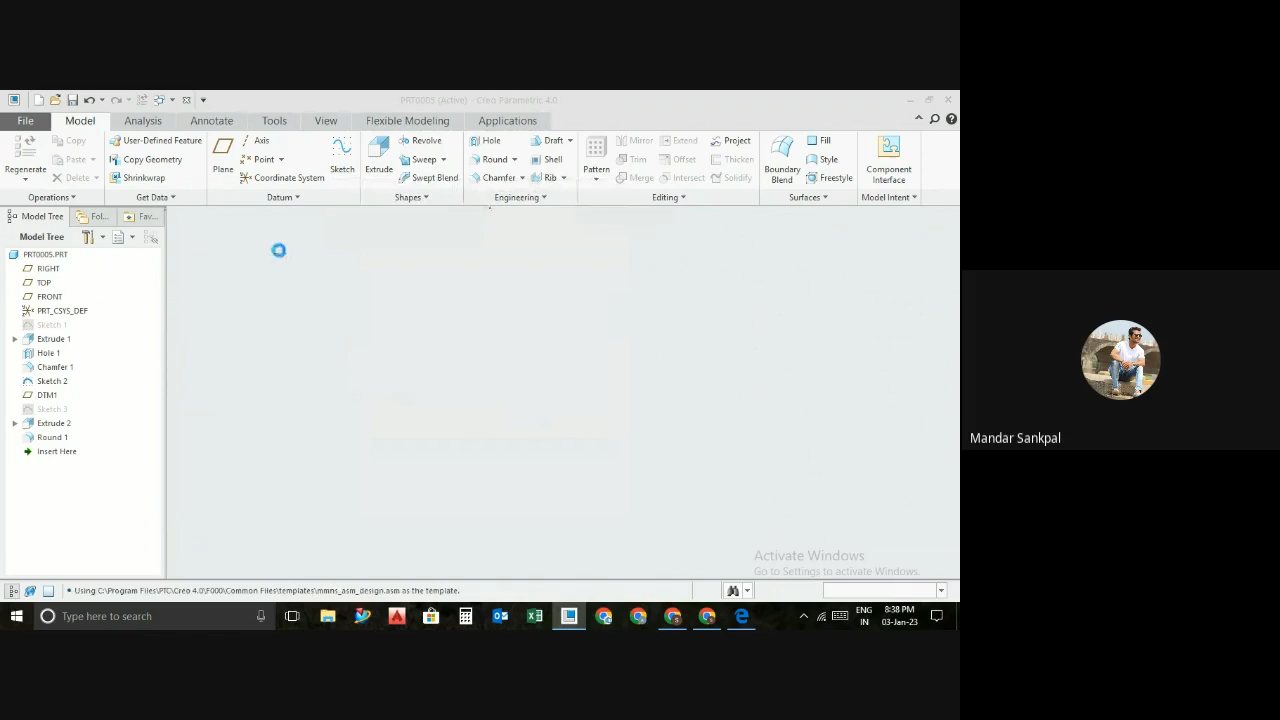 PRT0005 (Active) - Creo Parametric 4.0
File Model Analysis Annotate Tools View Flexible Modeling Applications
Regenerate
Operations
Copy
Paste
Delete
User-Defined Feature
Copy Geometry
Shrinkwrap
Get Data
Plane
Axis
Point
Coordinate System
Sketch
Datum
Extrude
Revolve
Sweep
Swept Blend
Shapes
Hole
Round
Chamfer
Draft
Shell
Rib
Engineering
Pattern
Mirror
Trim
Merge
Extend
Offset
Intersect
Project
Thicken
Solidify
Editing
Boundary
Blend
Fill
Style
Freestyle
Surfaces
Component
Interface
Model Intent
Model Tree Fol... Fav...
Model Tree
PRT0005.PRT
RIGHT
TOP
FRONT
PRT_CSYS_DEF
Sketch 1
Extrude 1
Hole 1
Chamfer 1
Sketch 2
DTM1
Sketch 3
Extrude 2
Round 1
Insert Here
Mandar Sankpal
Activate Windows
Go to Settings to activate Windows.
• Using C:\Program Files\PTC\Creo 4.0\F000\Common Files\templates\mmns_asm_design.asm as the template.
Type here to search
ENG
IN
8:38 PM
03-Jan-23